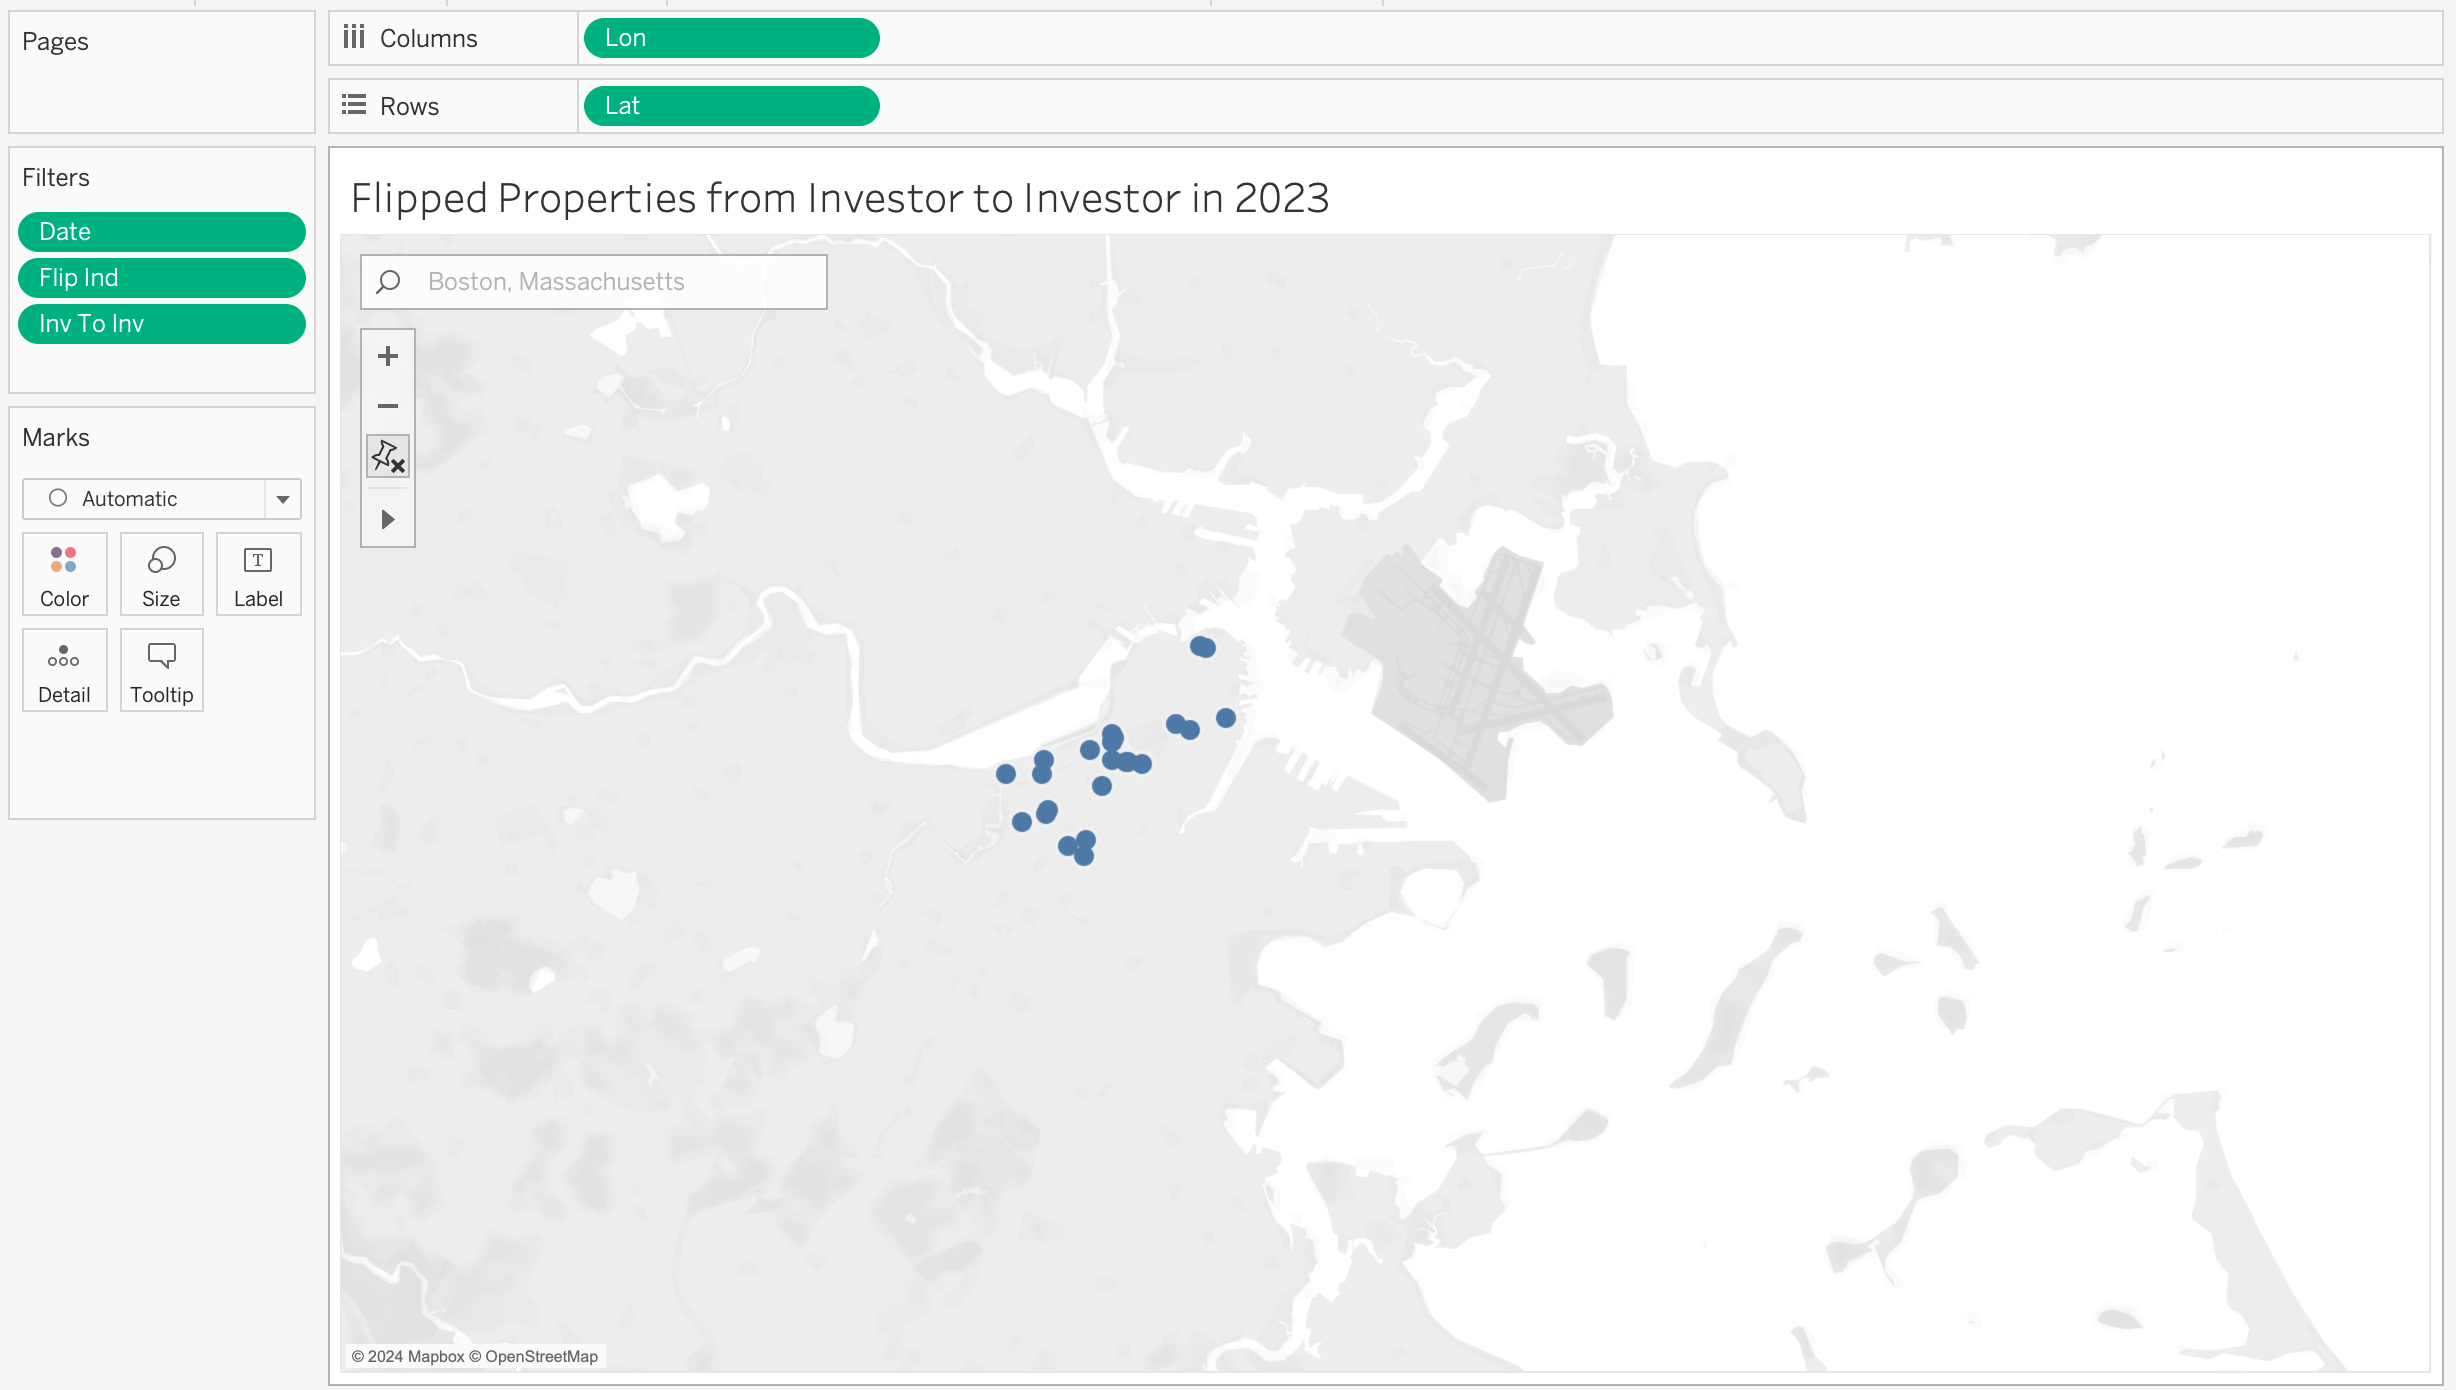 Pages
Columns
Lon
Rows
Lat
Filters
Date
Flip Ind
Inv To Inv
Marks
Automatic
Color
Size
T
Label
Detail
Tooltip
Flipped Properties from Investor to Investor in 2023
Boston, Massachusetts
© 2024 Mapbox © OpenStreetMap